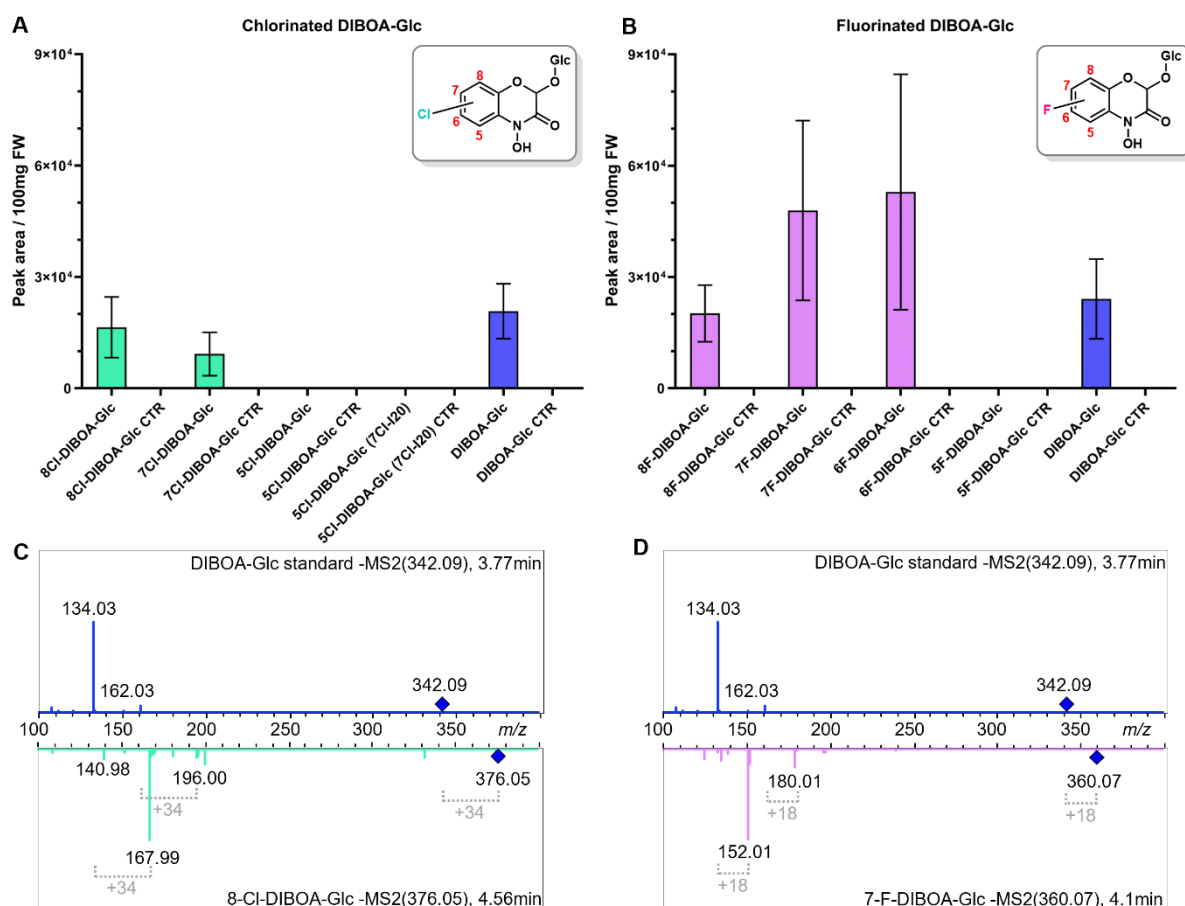 A
Chlorinated DIBOA-Glc
Peak area / 100mg FW
9×10⁴
6×10⁴
3×10⁴
0
Glc
O
O
8
7
6
5
Cl
N
O
OH
8Cl-DIBOA-Glc
8Cl-DIBOA-Glc CTR
7Cl-DIBOA-Glc
7Cl-DIBOA-Glc CTR
5Cl-DIBOA-Glc
5Cl-DIBOA-Glc CTR
5Cl-DIBOA-Glc (7Cl-I20)
5Cl-DIBOA-Glc (7Cl-I20) CTR
DIBOA-Glc
DIBOA-Glc CTR
B
Fluorinated DIBOA-Glc
Peak area / 100mg FW
9×10⁴
6×10⁴
3×10⁴
0
Glc
O
O
8
7
6
5
F
N
O
OH
8F-DIBOA-Glc
8F-DIBOA-Glc CTR
7F-DIBOA-Glc
7F-DIBOA-Glc CTR
6F-DIBOA-Glc
6F-DIBOA-Glc CTR
5F-DIBOA-Glc
5F-DIBOA-Glc CTR
DIBOA-Glc
DIBOA-Glc CTR
C
DIBOA-Glc standard -MS2(342.09), 3.77min
134.03
162.03
342.09
100 150 200 250 300 350 m/z
140.98
196.00
376.05
+34
+34
167.99
+34
8-Cl-DIBOA-Glc -MS2(376.05), 4.56min
D
DIBOA-Glc standard -MS2(342.09), 3.77min
134.03
162.03
342.09
100 150 200 250 300 350 m/z
180.01
360.07
+18
+18
152.01
+18
7-F-DIBOA-Glc -MS2(360.07), 4.1min